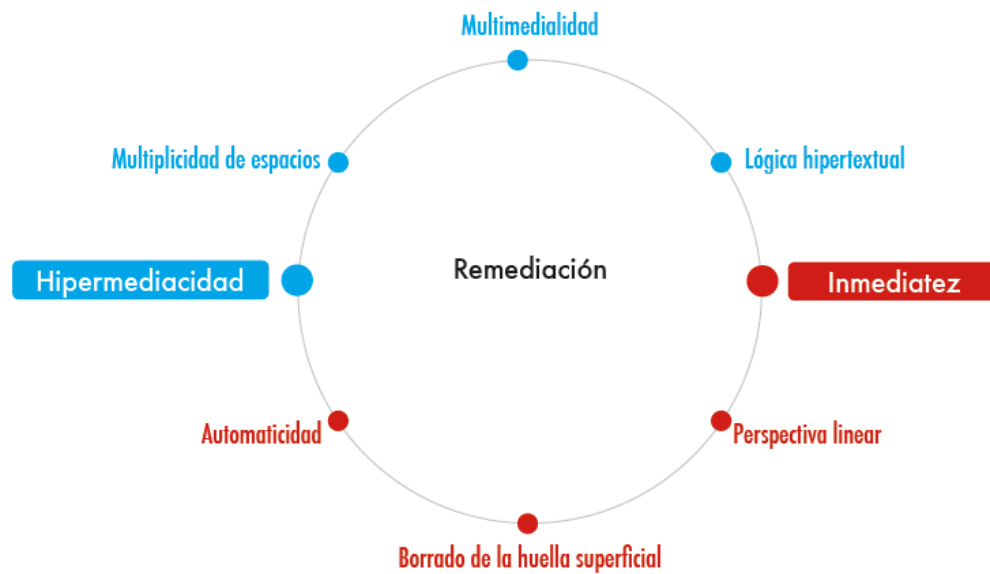 Multimedialidad
Multiplicidad de espacios
Lógica hipertextual
Hipermediacidad
Remediación
Inmediatez
Automaticidad
Perspectiva linear
Borrado de la huella superficial